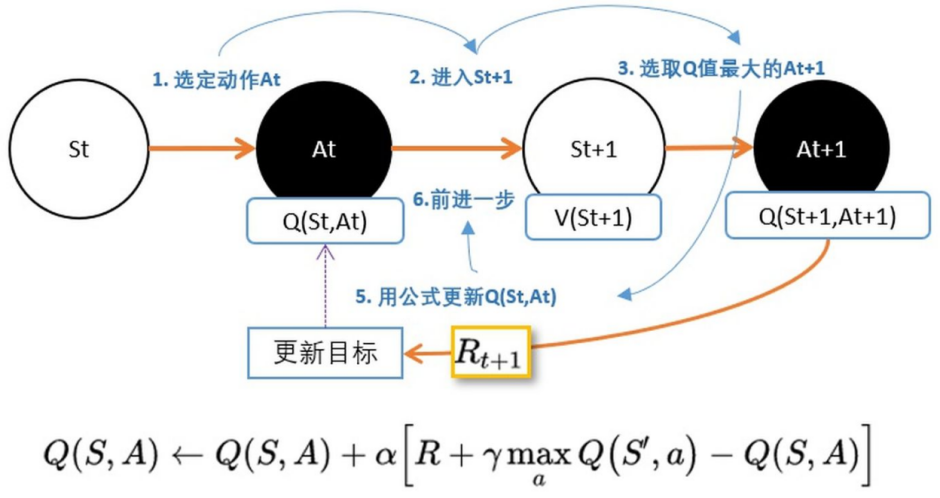 1. 选定动作At
2. 进入St+1
3. 选取Q值最大的At+1
St
At
St+1
At+1
Q(St,At)
6.前进一步
V(St+1)
Q(St+1,At+1)
5. 用公式更新Q(St,At)
更新目标
R_{t+1}
Q(S, A) ← Q(S, A) + α[R + γ max_a Q(S′, a) − Q(S, A)]